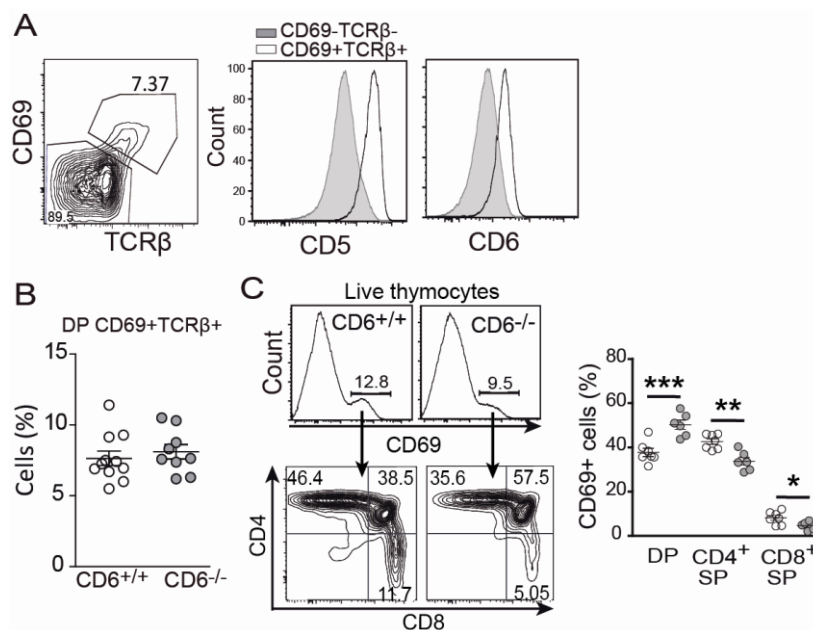 A
CD69-TCRβ-
CD69+TCRβ+
7.37
89.5
CD69
TCRβ
100
80
60
40
20
0
Count
CD5
CD6
B
DP CD69+TCRβ+
15
10
5
0
Cells (%)
CD6+/+ CD6-/-
C
Live thymocytes
CD6+/+
CD6-/-
Count
12.8
9.5
CD69
46.4 38.5
35.6 57.5
11.7
5.05
CD4
CD8
80
60
40
20
0
CD69+ cells (%)
***
**
*
DP CD4+ CD8+
SP SP